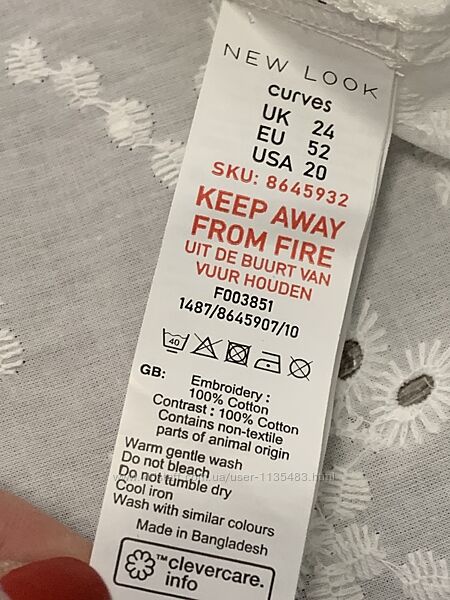 NEW LOOK
curves
UK 24
EU 52
USA 20
SKU: 8645932
KEEP AWAY
FROM FIRE
UIT DE BUURT VAN
VUUR HOUDEN
F003851
1487/8645907/10
40
GB: Embroidery :
100% Cotton
Contrast : 100% Cotton
Contains non-textile
parts of animal origin
Warm gentle wash
Do not bleach
Do not tumble dry
Cool iron
Wash with similar colours
Made in Bangladesh
™clevercare.
info